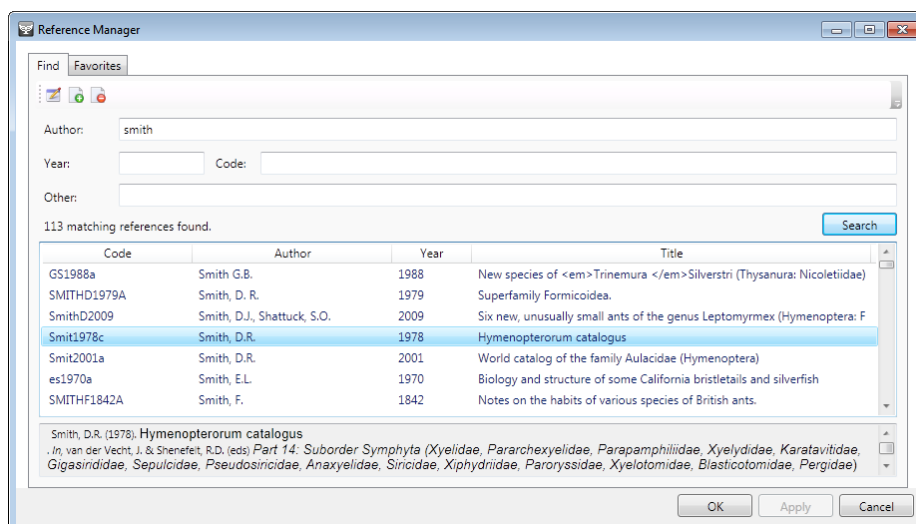 Reference Manager
Find Favorites
Author: smith
Year: Code:
Other:
113 matching references found. Search
Code Author Year Title
GS1988a Smith G.B. 1988 New species of <em>Trinemura </em>Silverstri (Thysanura: Nicoletiidae)
SMITHD1979A Smith, D. R. 1979 Superfamily Formicoidea.
SmithD2009 Smith, D.J., Shattuck, S.O. 2009 Six new, unusually small ants of the genus Leptomyrmex (Hymenoptera: F
Smit1978c Smith, D.R. 1978 Hymenopterorum catalogus
Smit2001a Smith, D.R. 2001 World catalog of the family Aulacidae (Hymenoptera)
es1970a Smith, E.L. 1970 Biology and structure of some California bristletails and silverfish
SMITHF1842A Smith, F. 1842 Notes on the habits of various species of British ants.
Smith, D.R. (1978). Hymenopterorum catalogus
. In, van der Vecht, J. & Shenefelt, R.D. (eds) Part 14: Suborder Symphyta (Xyelidae, Pararchexyelidae, Parapamphiliidae, Xyelydidae, Karatavitidae,
Gigasirididae, Sepulcidae, Pseudosiricidae, Anaxyelidae, Siricidae, Xiphydriidae, Paroryssidae, Xyelotomidae, Blasticotomidae, Pergidae)
OK Apply Cancel